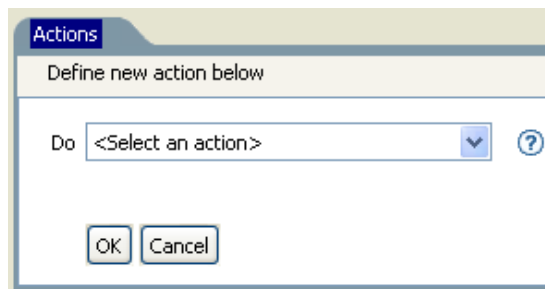 Actions
Define new action below
Do <Select an action> ?
OK Cancel